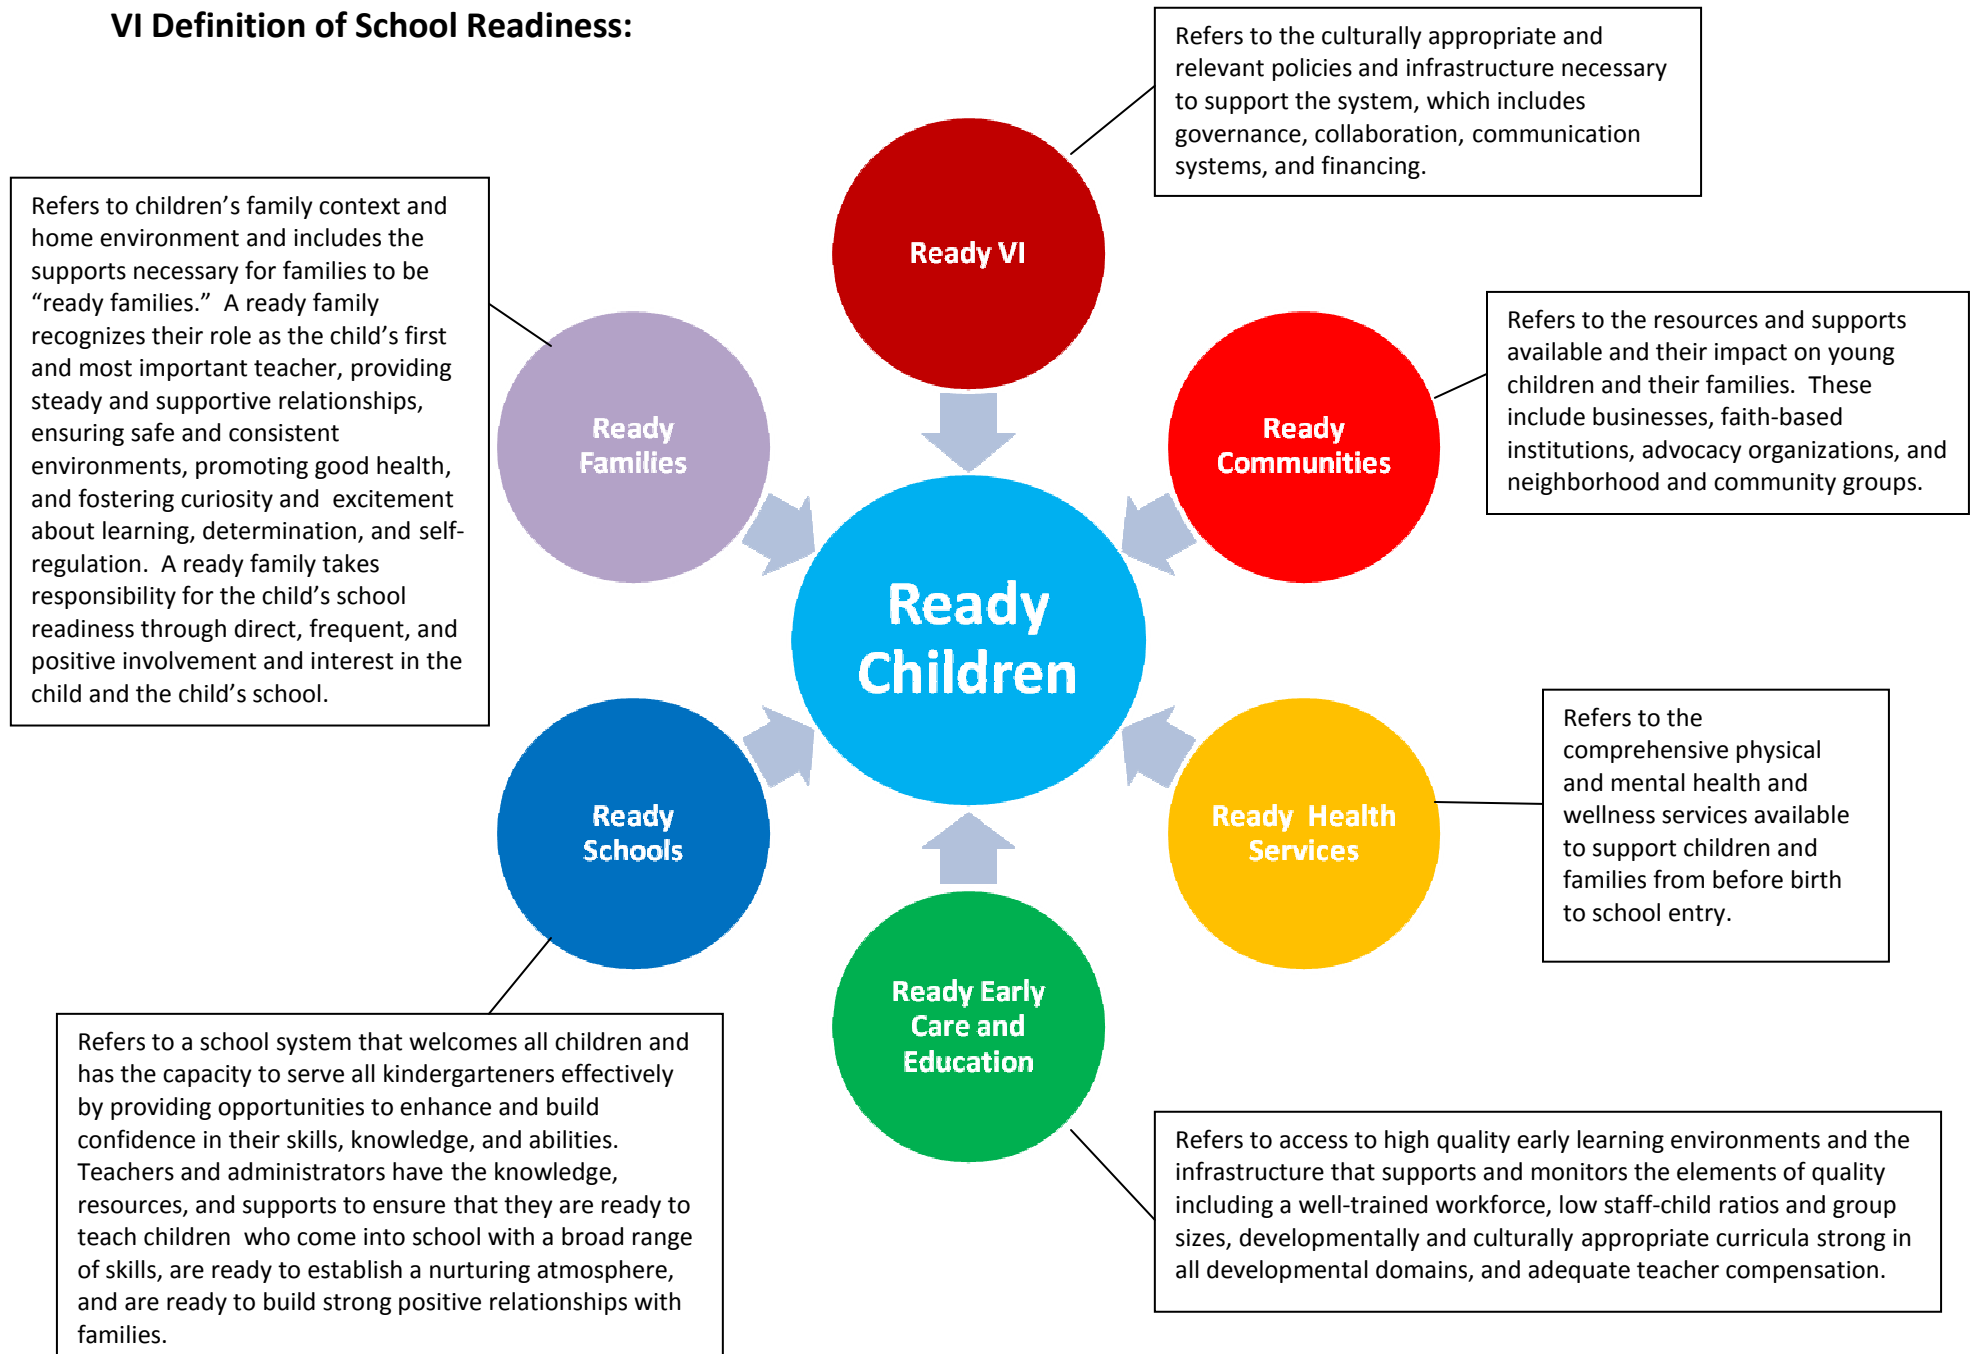 VI Definition of School Readiness:
Refers to the culturally appropriate and
relevant policies and infrastructure necessary
to support the system, which includes
governance, collaboration, communication
systems, and financing.
Ready VI
Refers to children’s family context and
home environment and includes the
supports necessary for families to be
“ready families.”  A ready family
recognizes their role as the child’s first
and most important teacher, providing
steady and supportive relationships,
ensuring safe and consistent
environments, promoting good health,
and fostering curiosity and  excitement
about learning, determination, and self-
regulation.  A ready family takes
responsibility for the child’s school
readiness through direct, frequent, and
positive involvement and interest in the
child and the child’s school.
Ready
Families
Ready
Communities
Refers to the resources and supports
available and their impact on young
children and their families.  These
include businesses, faith-based
institutions, advocacy organizations, and
neighborhood and community groups.
Ready
Children
Ready
Schools
Ready  Health
Services
Refers to the
comprehensive physical
and mental health and
wellness services available
to support children and
families from before birth
to school entry.
Ready Early
Care and
Education
Refers to a school system that welcomes all children and
has the capacity to serve all kindergarteners effectively
by providing opportunities to enhance and build
confidence in their skills, knowledge, and abilities.
Teachers and administrators have the knowledge,
resources, and supports to ensure that they are ready to
teach children  who come into school with a broad range
of skills, are ready to establish a nurturing atmosphere,
and are ready to build strong positive relationships with
families.
Refers to access to high quality early learning environments and the
infrastructure that supports and monitors the elements of quality
including a well-trained workforce, low staff-child ratios and group
sizes, developmentally and culturally appropriate curricula strong in
all developmental domains, and adequate teacher compensation.